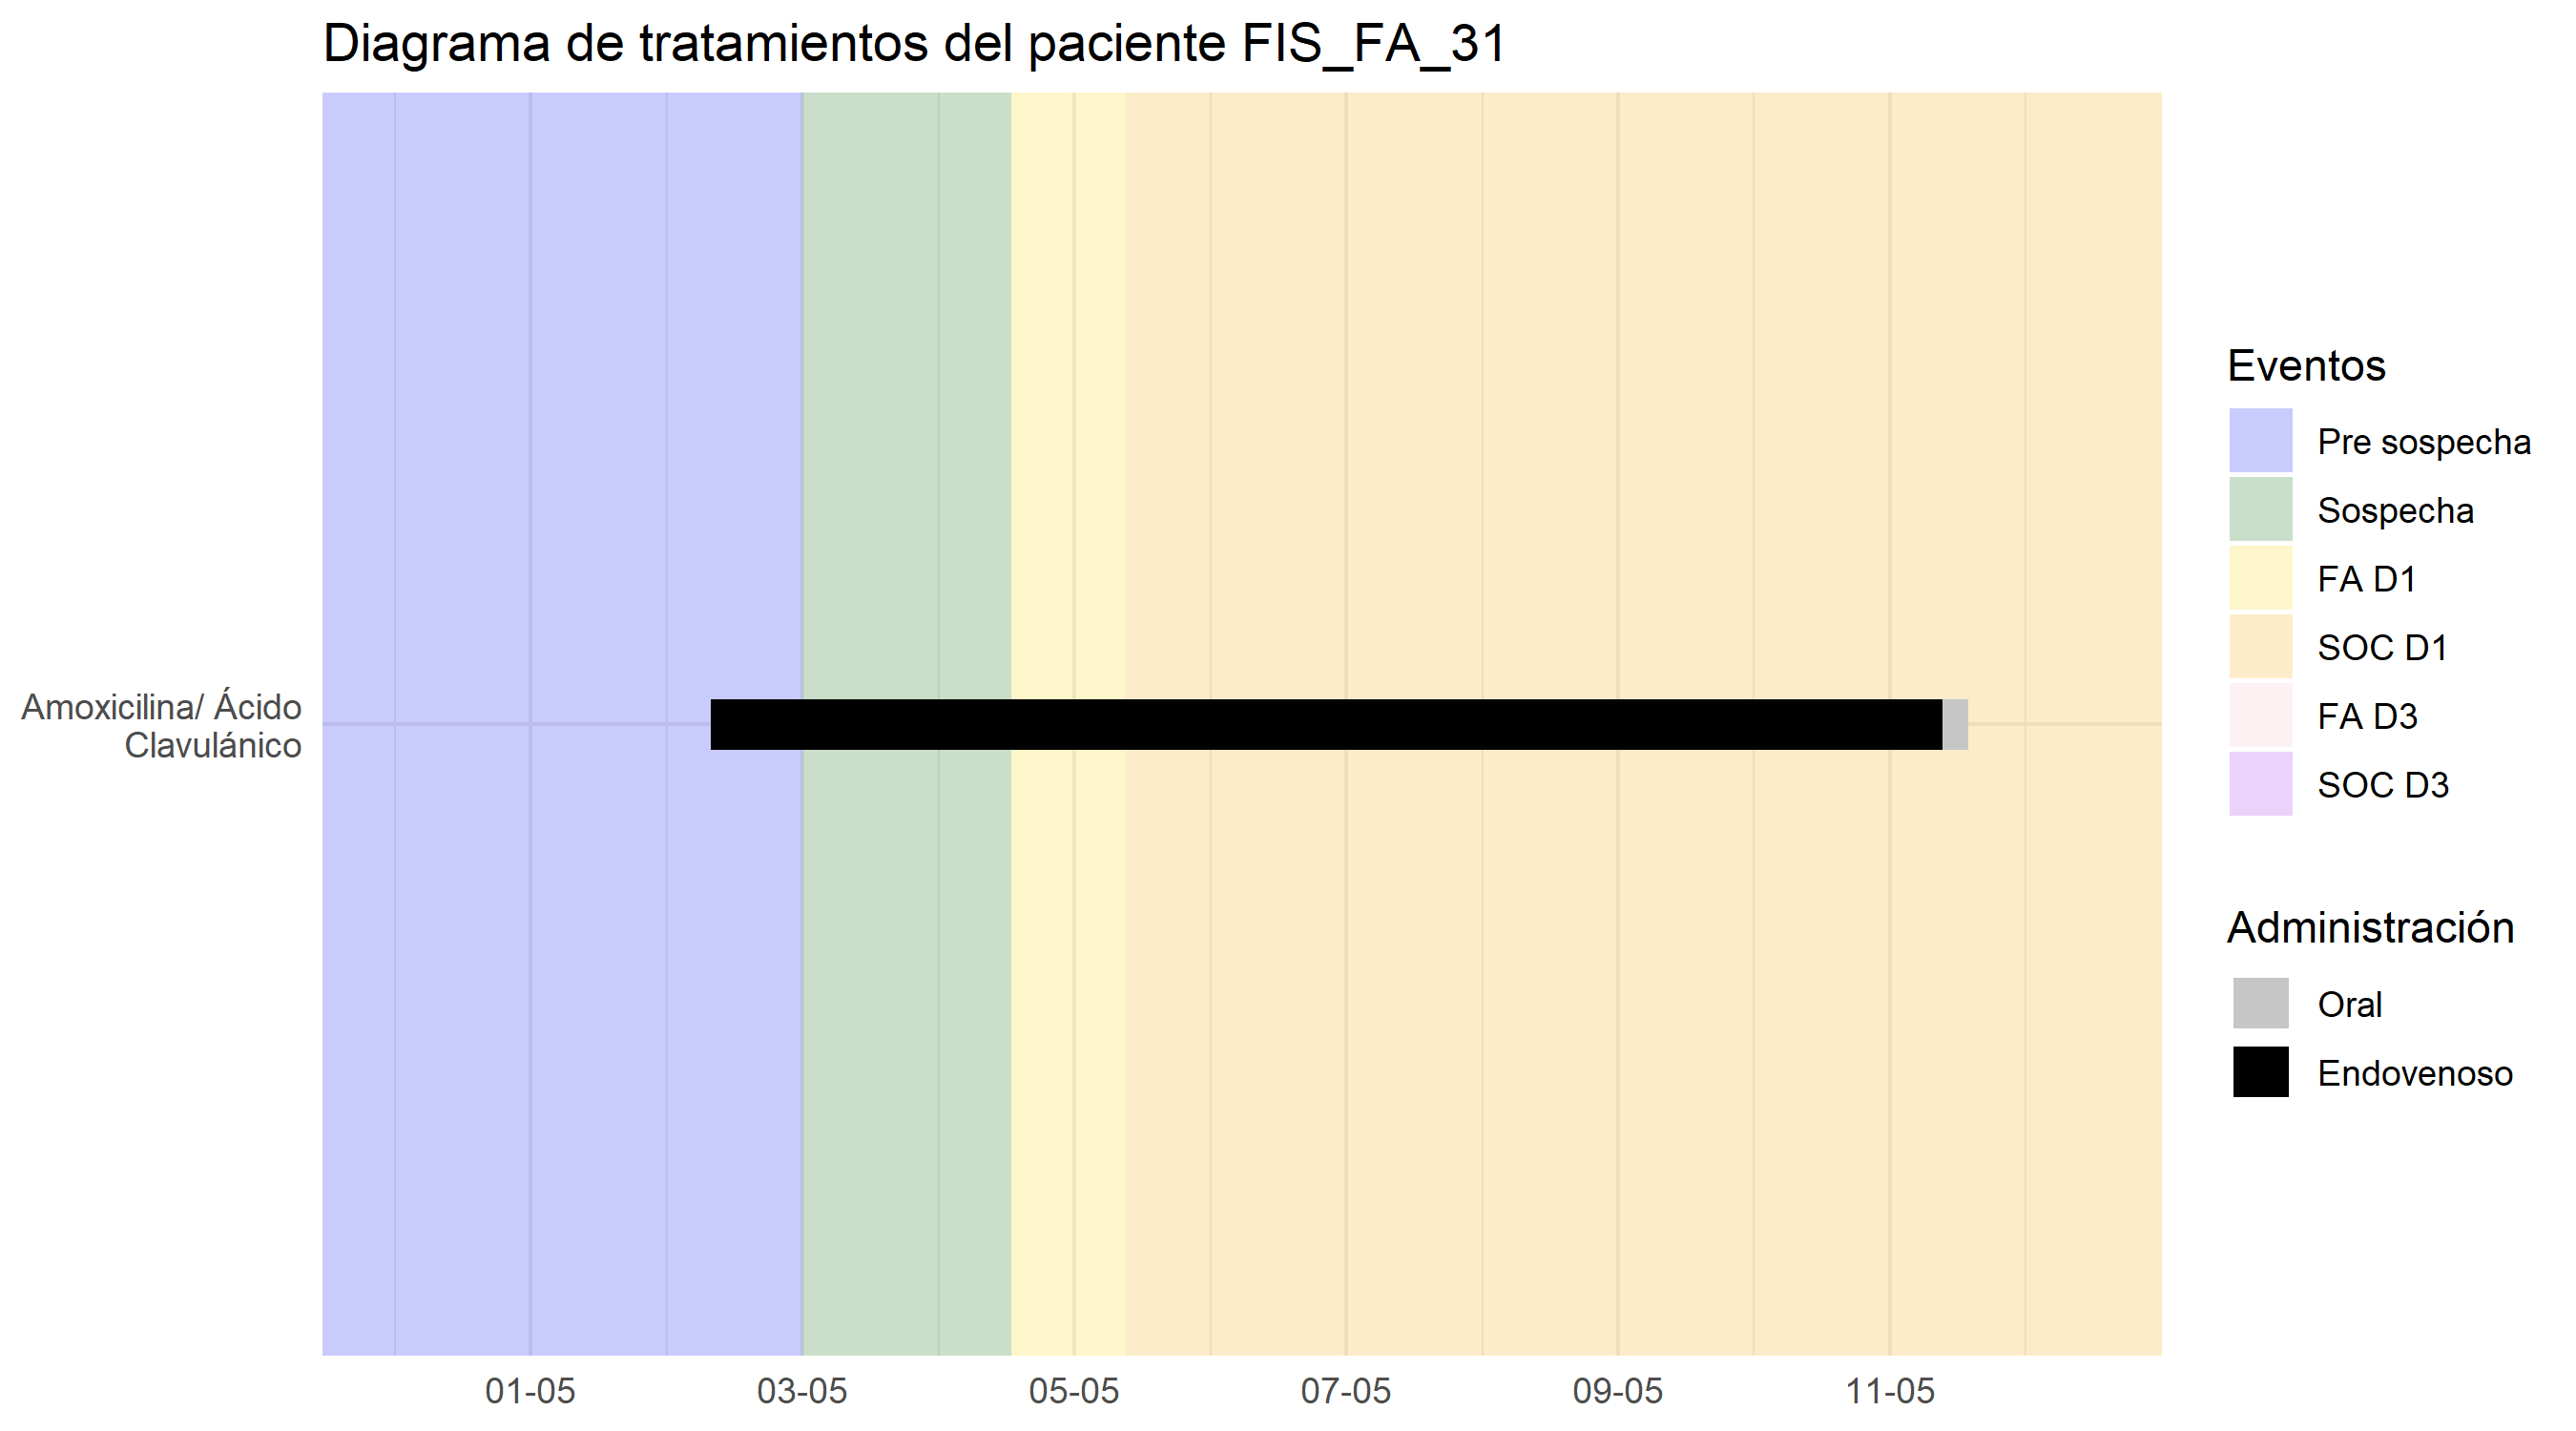 Diagrama de tratamientos del paciente FIS_FA_31
Amoxicilina/ Ácido
Clavulánico
01-05
03-05
05-05
07-05
09-05
11-05
Eventos
Pre sospecha
Sospecha
FA D1
SOC D1
FA D3
SOC D3
Administración
Oral
Endovenoso